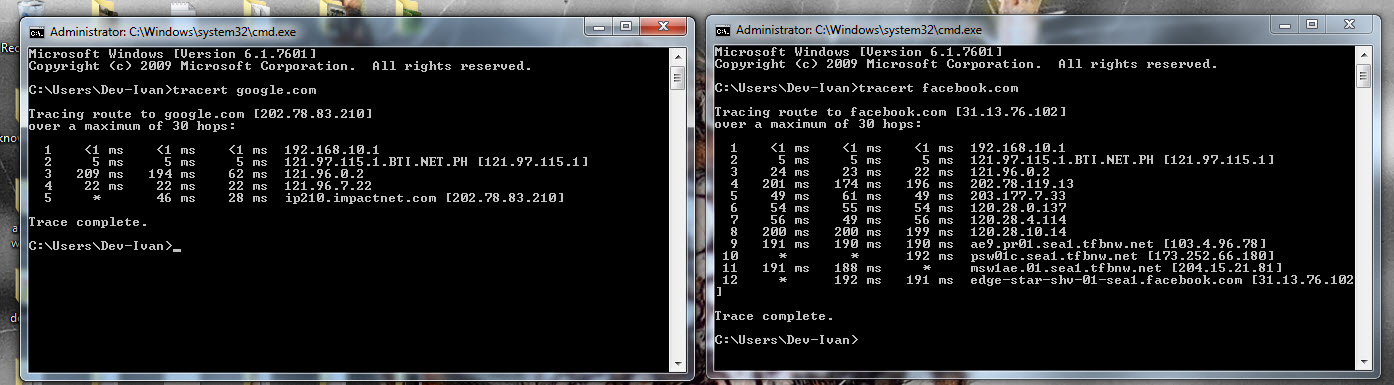 Administrator: C:\Windows\system32\cmd.exe
Microsoft Windows [Version 6.1.7601]
Copyright (c) 2009 Microsoft Corporation.  All rights reserved.
C:\Users\Dev-Ivan>tracert google.com
Tracing route to google.com [202.78.83.210]
over a maximum of 30 hops:
  1    <1 ms    <1 ms    <1 ms  192.168.10.1
  2     5 ms     5 ms     5 ms  121.97.115.1.BTI.NET.PH [121.97.115.1]
  3   209 ms   194 ms    62 ms  121.96.0.2
  4    22 ms    22 ms    22 ms  121.96.7.22
  5     *       46 ms    28 ms  ip210.impactnet.com [202.78.83.210]
Trace complete.
C:\Users\Dev-Ivan>_
Administrator: C:\Windows\system32\cmd.exe
Microsoft Windows [Version 6.1.7601]
Copyright (c) 2009 Microsoft Corporation.  All rights reserved.
C:\Users\Dev-Ivan>tracert facebook.com
Tracing route to facebook.com [31.13.76.102]
over a maximum of 30 hops:
  1    <1 ms    <1 ms    <1 ms  192.168.10.1
  2     5 ms     5 ms     5 ms  121.97.115.1.BTI.NET.PH [121.97.115.1]
  3    24 ms    23 ms    22 ms  121.96.0.2
  4   201 ms   174 ms   196 ms  202.78.119.13
  5    49 ms    61 ms    49 ms  203.177.7.33
  6    54 ms    55 ms    54 ms  120.28.0.137
  7    56 ms    49 ms    56 ms  120.28.4.114
  8   200 ms   200 ms   199 ms  120.28.10.14
  9   191 ms   190 ms   190 ms  ae9.pr01.sea1.tfbnw.net [103.4.96.78]
 10     *        *      192 ms  psw01c.sea1.tfbnw.net [173.252.66.180]
 11   191 ms   188 ms     *     msw1ae.01.sea1.tfbnw.net [204.15.21.81]
 12     *      192 ms   191 ms  edge-star-shv-01-sea1.facebook.com [31.13.76.102
]
Trace complete.
C:\Users\Dev-Ivan>